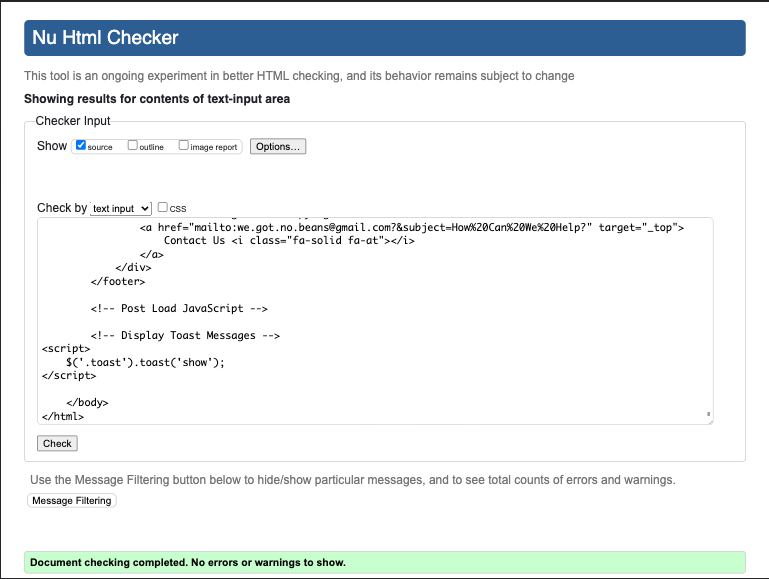 Nu Html Checker
This tool is an ongoing experiment in better HTML checking, and its behavior remains subject to change
Showing results for contents of text-input area
Checker Input
Show source outline image report Options...
Check by text input css
<a href="mailto:we.got.no.beans@gmail.com?&subject=How%20Can%20We%20Help?" target="_top">
Contact Us <i class="fa-solid fa-at"></i>
</a>
</div>
</footer>
<!-- Post Load JavaScript -->
<!-- Display Toast Messages -->
<script>
$('.toast').toast('show');
</script>
</body>
</html>
Check
Use the Message Filtering button below to hide/show particular messages, and to see total counts of errors and warnings.
Message Filtering
Document checking completed. No errors or warnings to show.